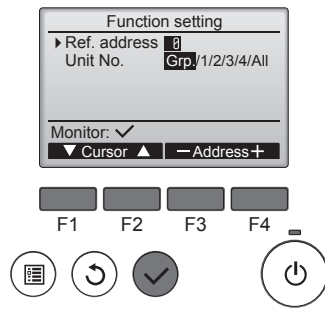 Function setting
Ref. address 0
Unit No. Grp./1/2/3/4/All
Monitor:
Cursor
Address
F1 F2 F3 F4